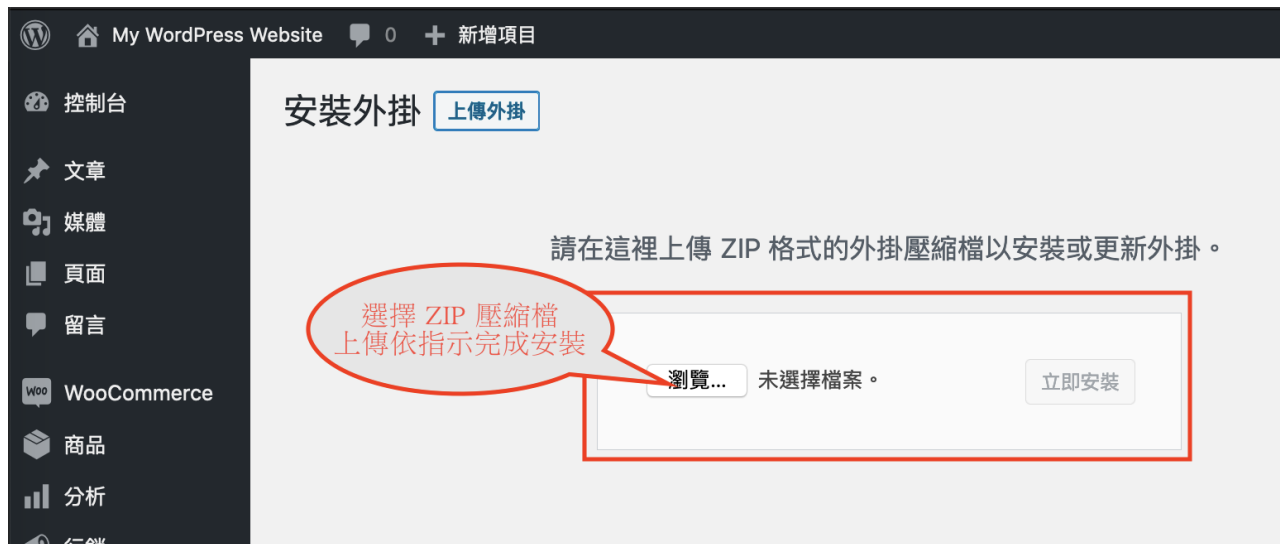 My WordPress Website 0 新增項目
控制台
安裝外掛 上傳外掛
文章
媒體
請在這裡上傳 ZIP 格式的外掛壓縮檔以安裝或更新外掛。
頁面
選擇 ZIP 壓縮檔
上傳依指示完成安裝
留言
瀏覽... 未選擇檔案。 立即安裝
Woo WooCommerce
商品
分析
行銷